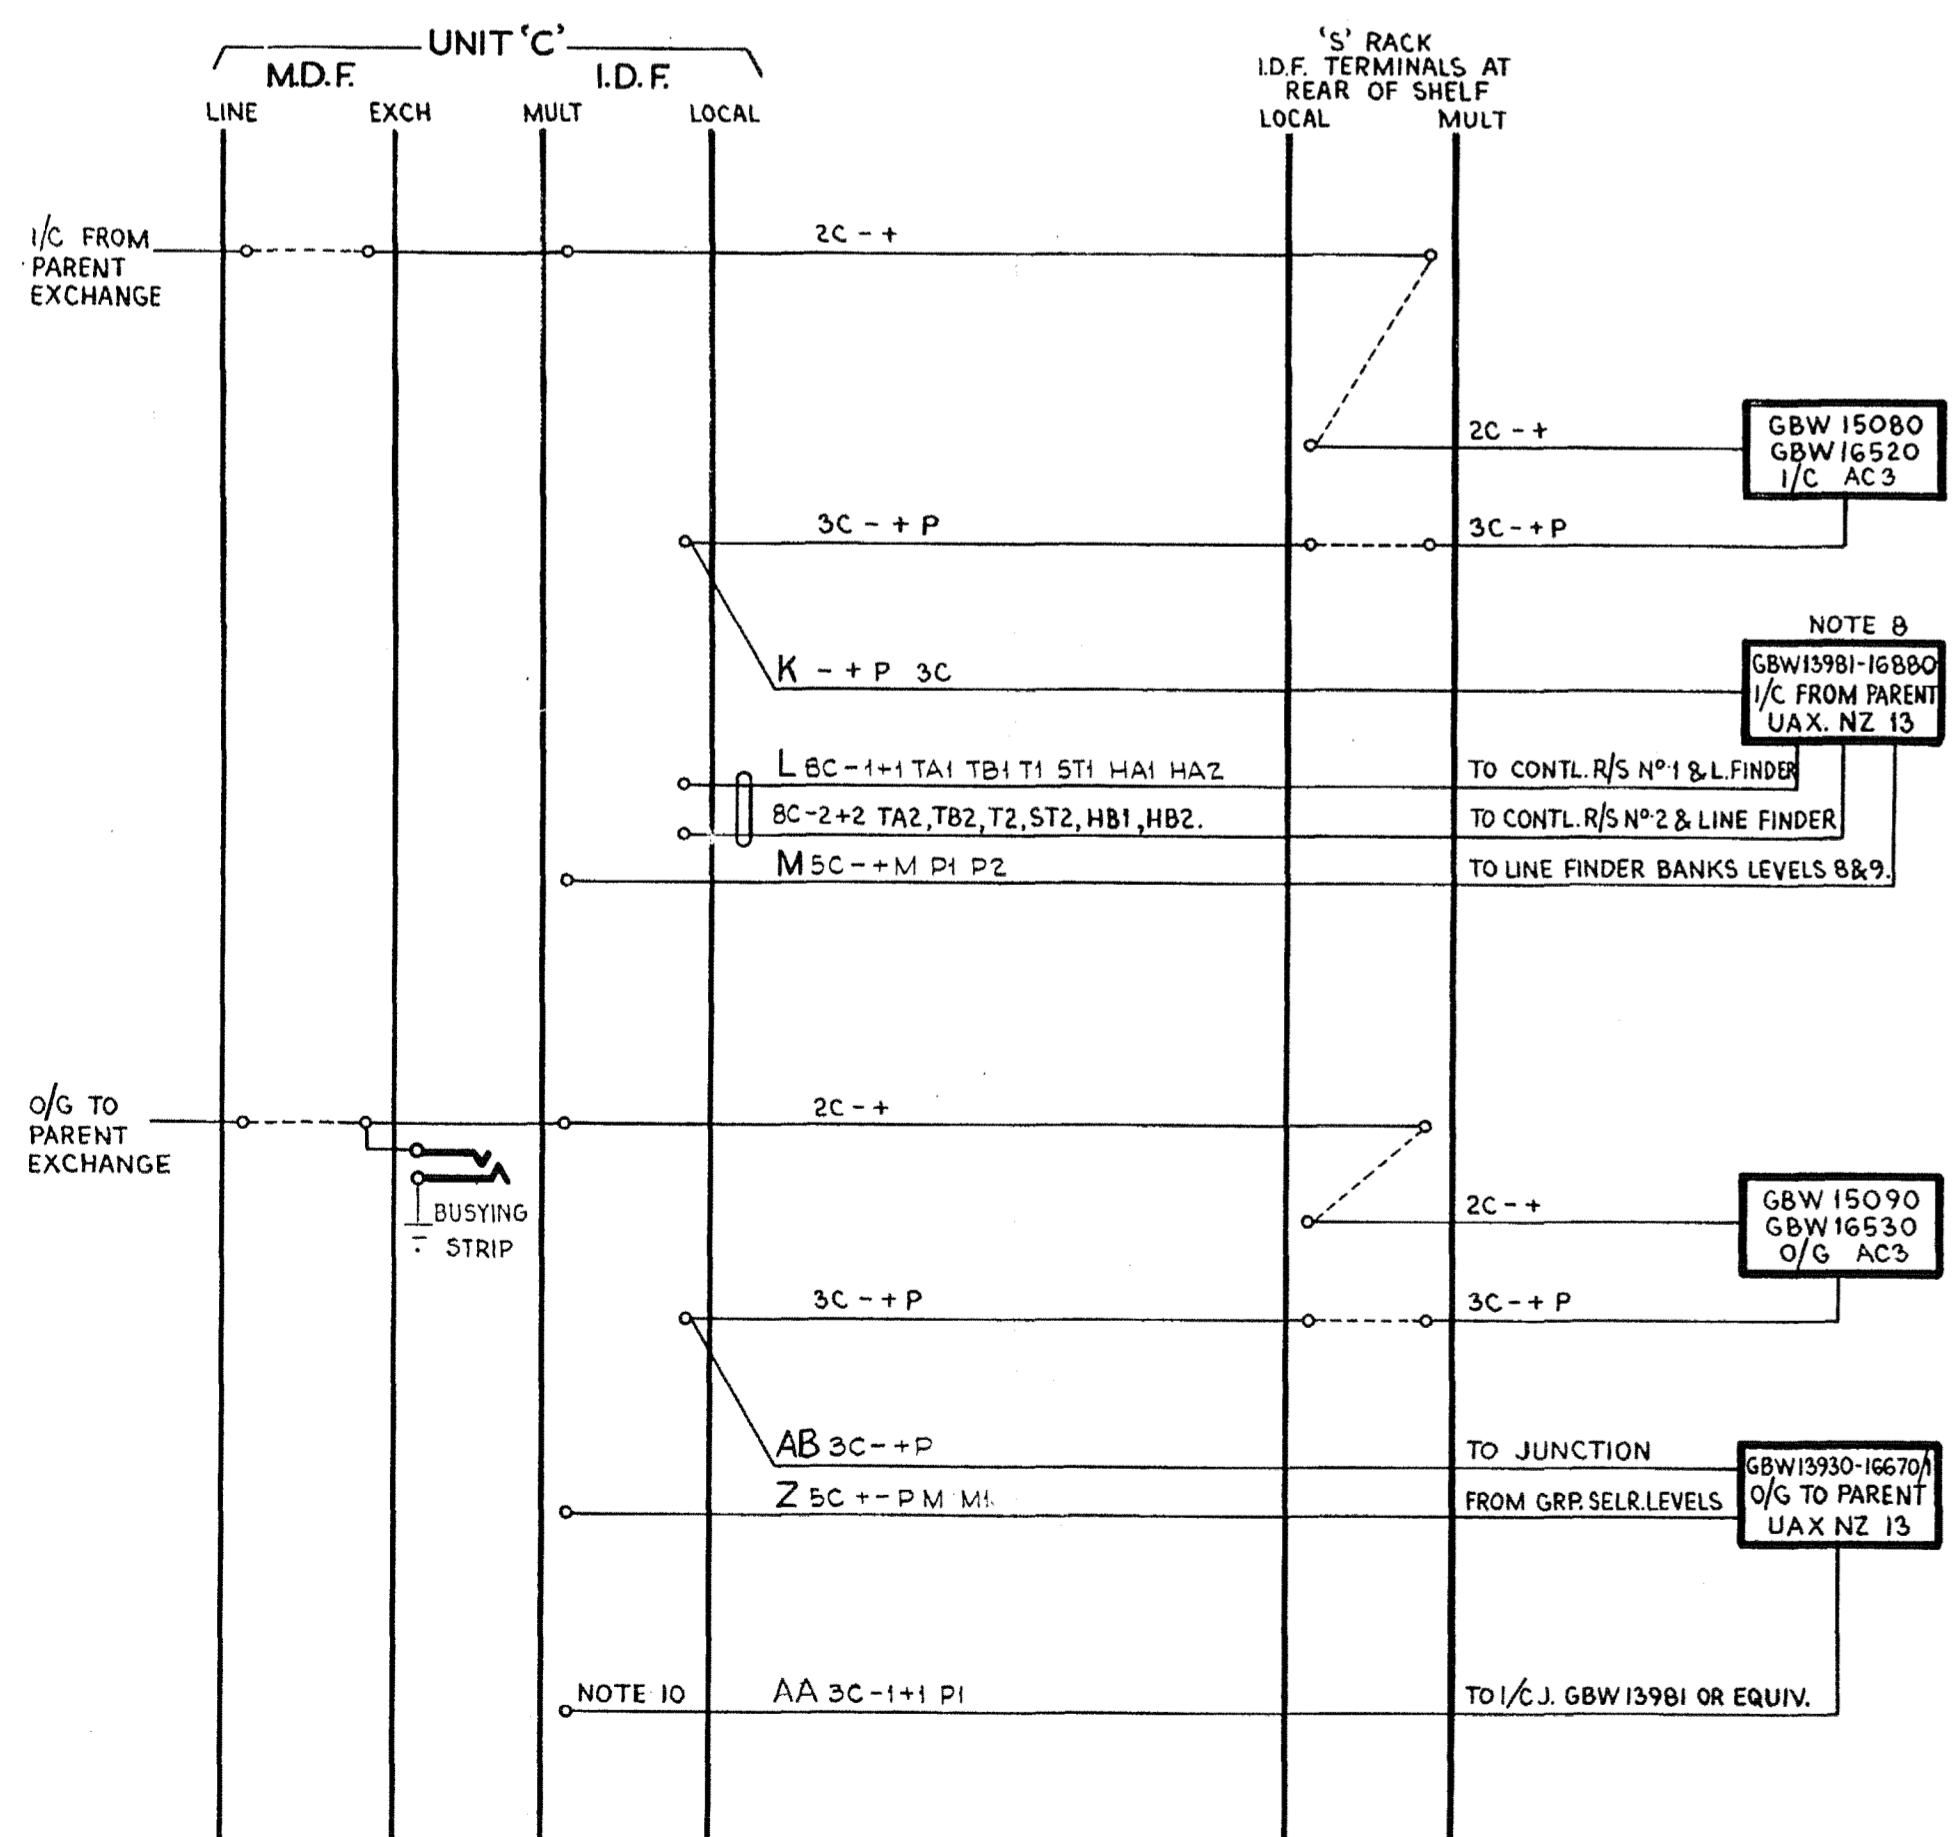 UNIT 'C'
M.D.F. I.D.F.
LINE EXCH MULT LOCAL
'S' RACK
I.D.F. TERMINALS AT
REAR OF SHELF
LOCAL MULT
I/C FROM
PARENT
EXCHANGE
2C - +
2C - +
GBW 15080
GBW 16520
I/C AC3
3C - + P
3C - + P
K - + P 3C
NOTE 8
GBW13981-16880
I/C FROM PARENT
UAX. NZ 13
L 8C-1+1 TA1 TB1 T1 ST1 HA1 HA2
TO CONTL. R/S Nº 1 & L.FINDER
8C-2+2 TA2,TB2,T2,ST2,HB1,HB2.
TO CONTL. R/S Nº 2 & LINE FINDER
M 5C - + M P1 P2
TO LINE FINDER BANKS LEVELS 8&9.
O/G TO
PARENT
EXCHANGE
2C - +
BUSYING
STRIP
2C - +
GBW 15090
GBW 16530
O/G AC3
3C - + P
3C - + P
AB 3C - + P
TO JUNCTION
Z 5C + - P M M1
FROM GRP. SELR. LEVELS
GBW13930-16670/1
O/G TO PARENT
UAX NZ 13
NOTE 10
AA 3C-1+1 P1
TO I/C J. GBW 13981 OR EQUIV.